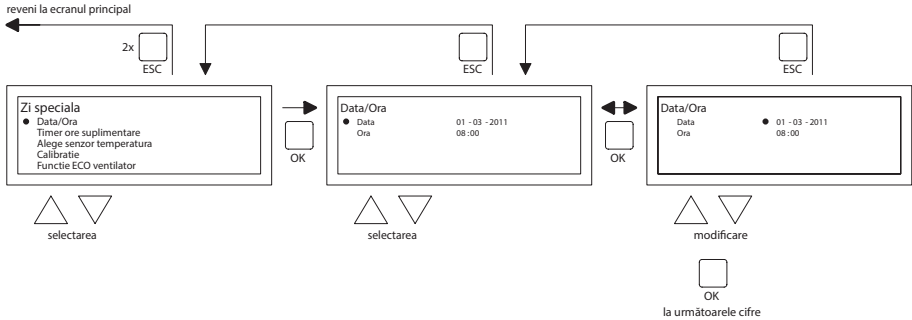 reveni la ecranul principal
2x
ESC
ESC
ESC
Zi speciala
Data/Ora
Timer ore suplimentare
Alege senzor temperatura
Calibratie
Functie ECO ventilator
OK
Data/Ora
Data 01 - 03 - 2011
Ora 08 : 00
OK
Data/Ora
Data 01 - 03 - 2011
Ora 08 : 00
selectarea
selectarea
modificare
OK
la următoarele cifre